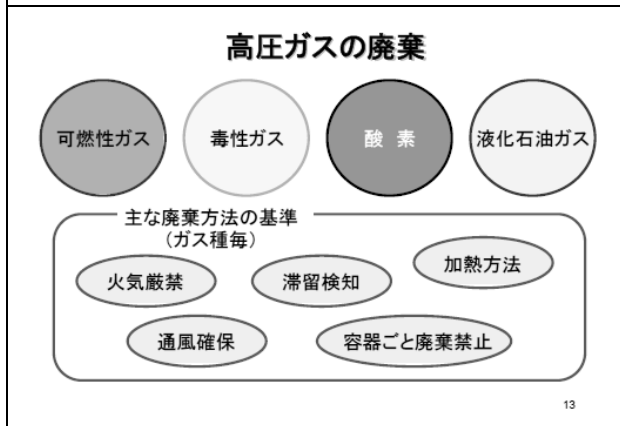 高圧ガスの廃棄
可燃性ガス
毒性ガス
酸 素
液化石油ガス
主な廃棄方法の基準
（ガス種毎）
火気厳禁
滞留検知
加熱方法
通風確保
容器ごと廃棄禁止
13